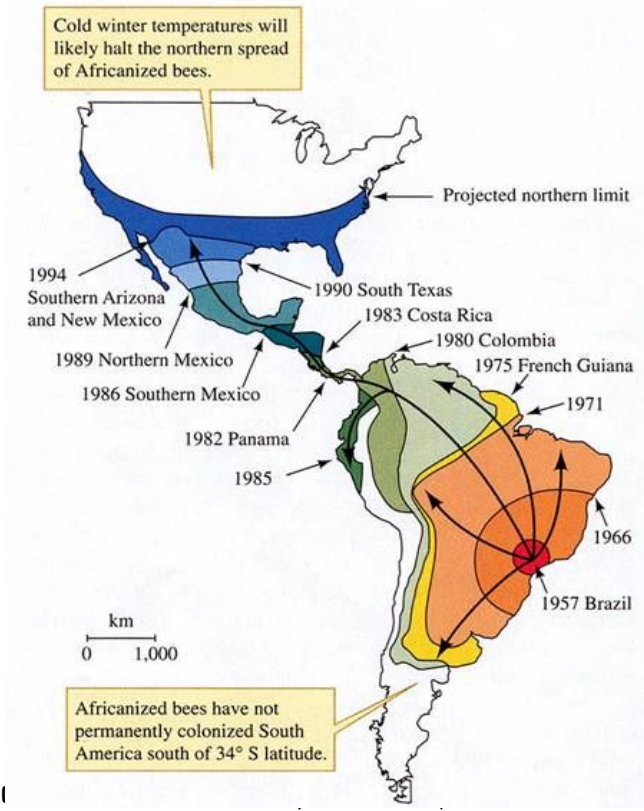 Cold winter temperatures will
likely halt the northern spread
of Africanized bees.
Projected northern limit
1994
Southern Arizona
and New Mexico
1990 South Texas
1983 Costa Rica
1989 Northern Mexico
1980 Colombia
1975 French Guiana
1986 Southern Mexico
1971
1982 Panama
1985
1966
1957 Brazil
km
0 1,000
Africanized bees have not
permanently colonized South
America south of 34° S latitude.